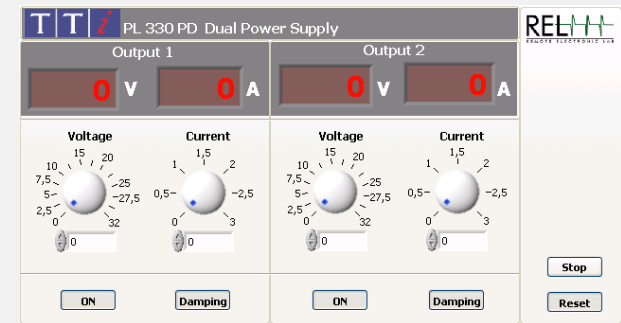 TTi PL 330 PD Dual Power Supply
REL
REMOTE ELECTRONIC LAB
Output 1
Output 2
0 V 0 A 0 V 0 A
Voltage Current Voltage Current
0 2,5 5 7,5 10 15 20 25 27,5 32
0 0,5 1 1,5 2 2,5 3
0 2,5 5 7,5 10 15 20 25 27,5 32
0 0,5 1 1,5 2 2,5 3
0 0 0 0
Stop
ON Damping ON Damping Reset